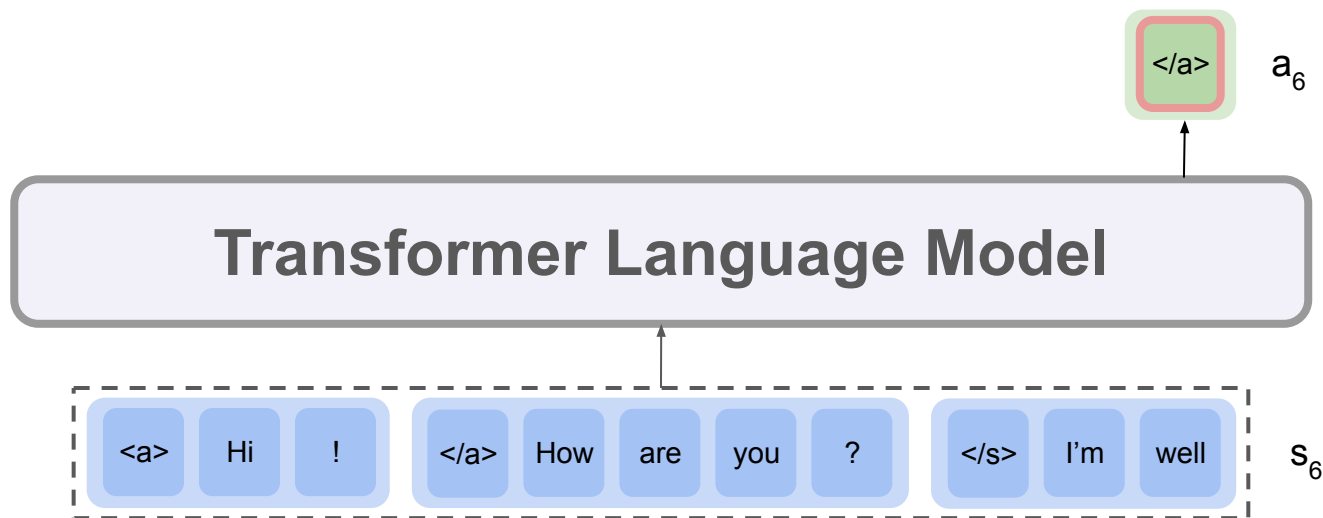 </a> a6
Transformer Language Model
<a> Hi ! </a> How are you ? </s> I'm well s6